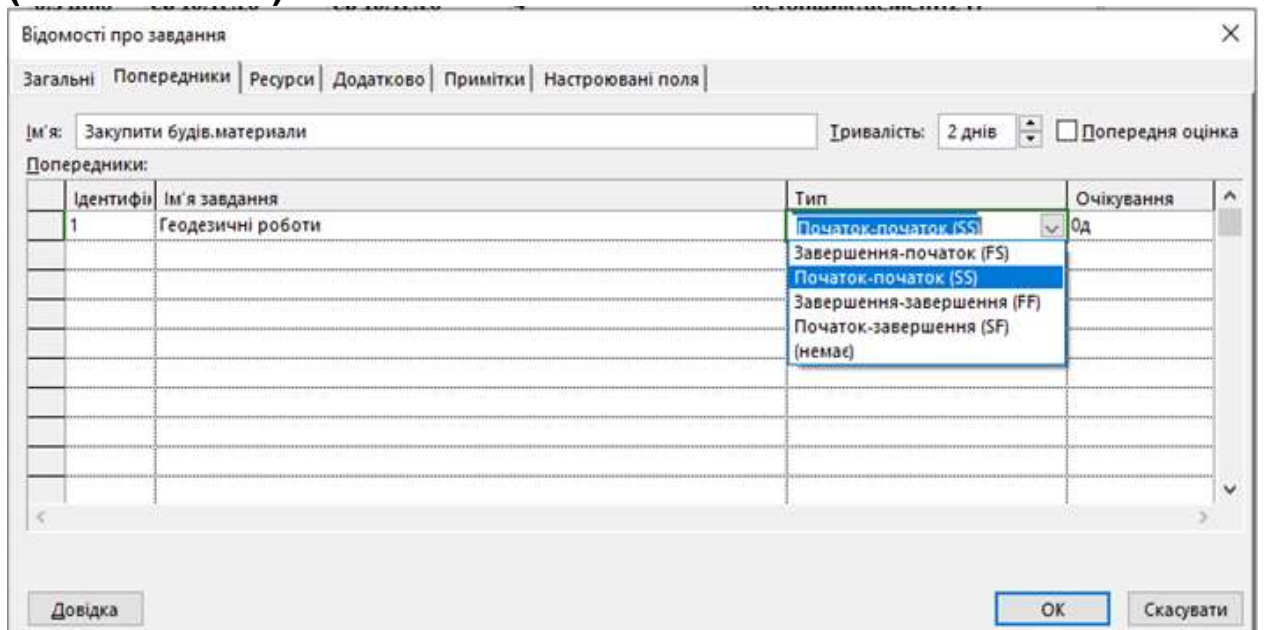 Відомості про завдання
Загальні Попередники Ресурси Додатково Примітки Настроювані поля
Ім'я: Закупити будів.материали Тривалість: 2 днів Попередня оцінка
Попередники:
Ідентифік Ім'я завдання Тип Очікування
1 Геодезичні роботи Початок-початок (SS) 0д
Завершення-початок (FS)
Початок-початок (SS)
Завершення-завершення (FF)
Початок-завершення (SF)
(немає)
Довідка ОК Скасувати